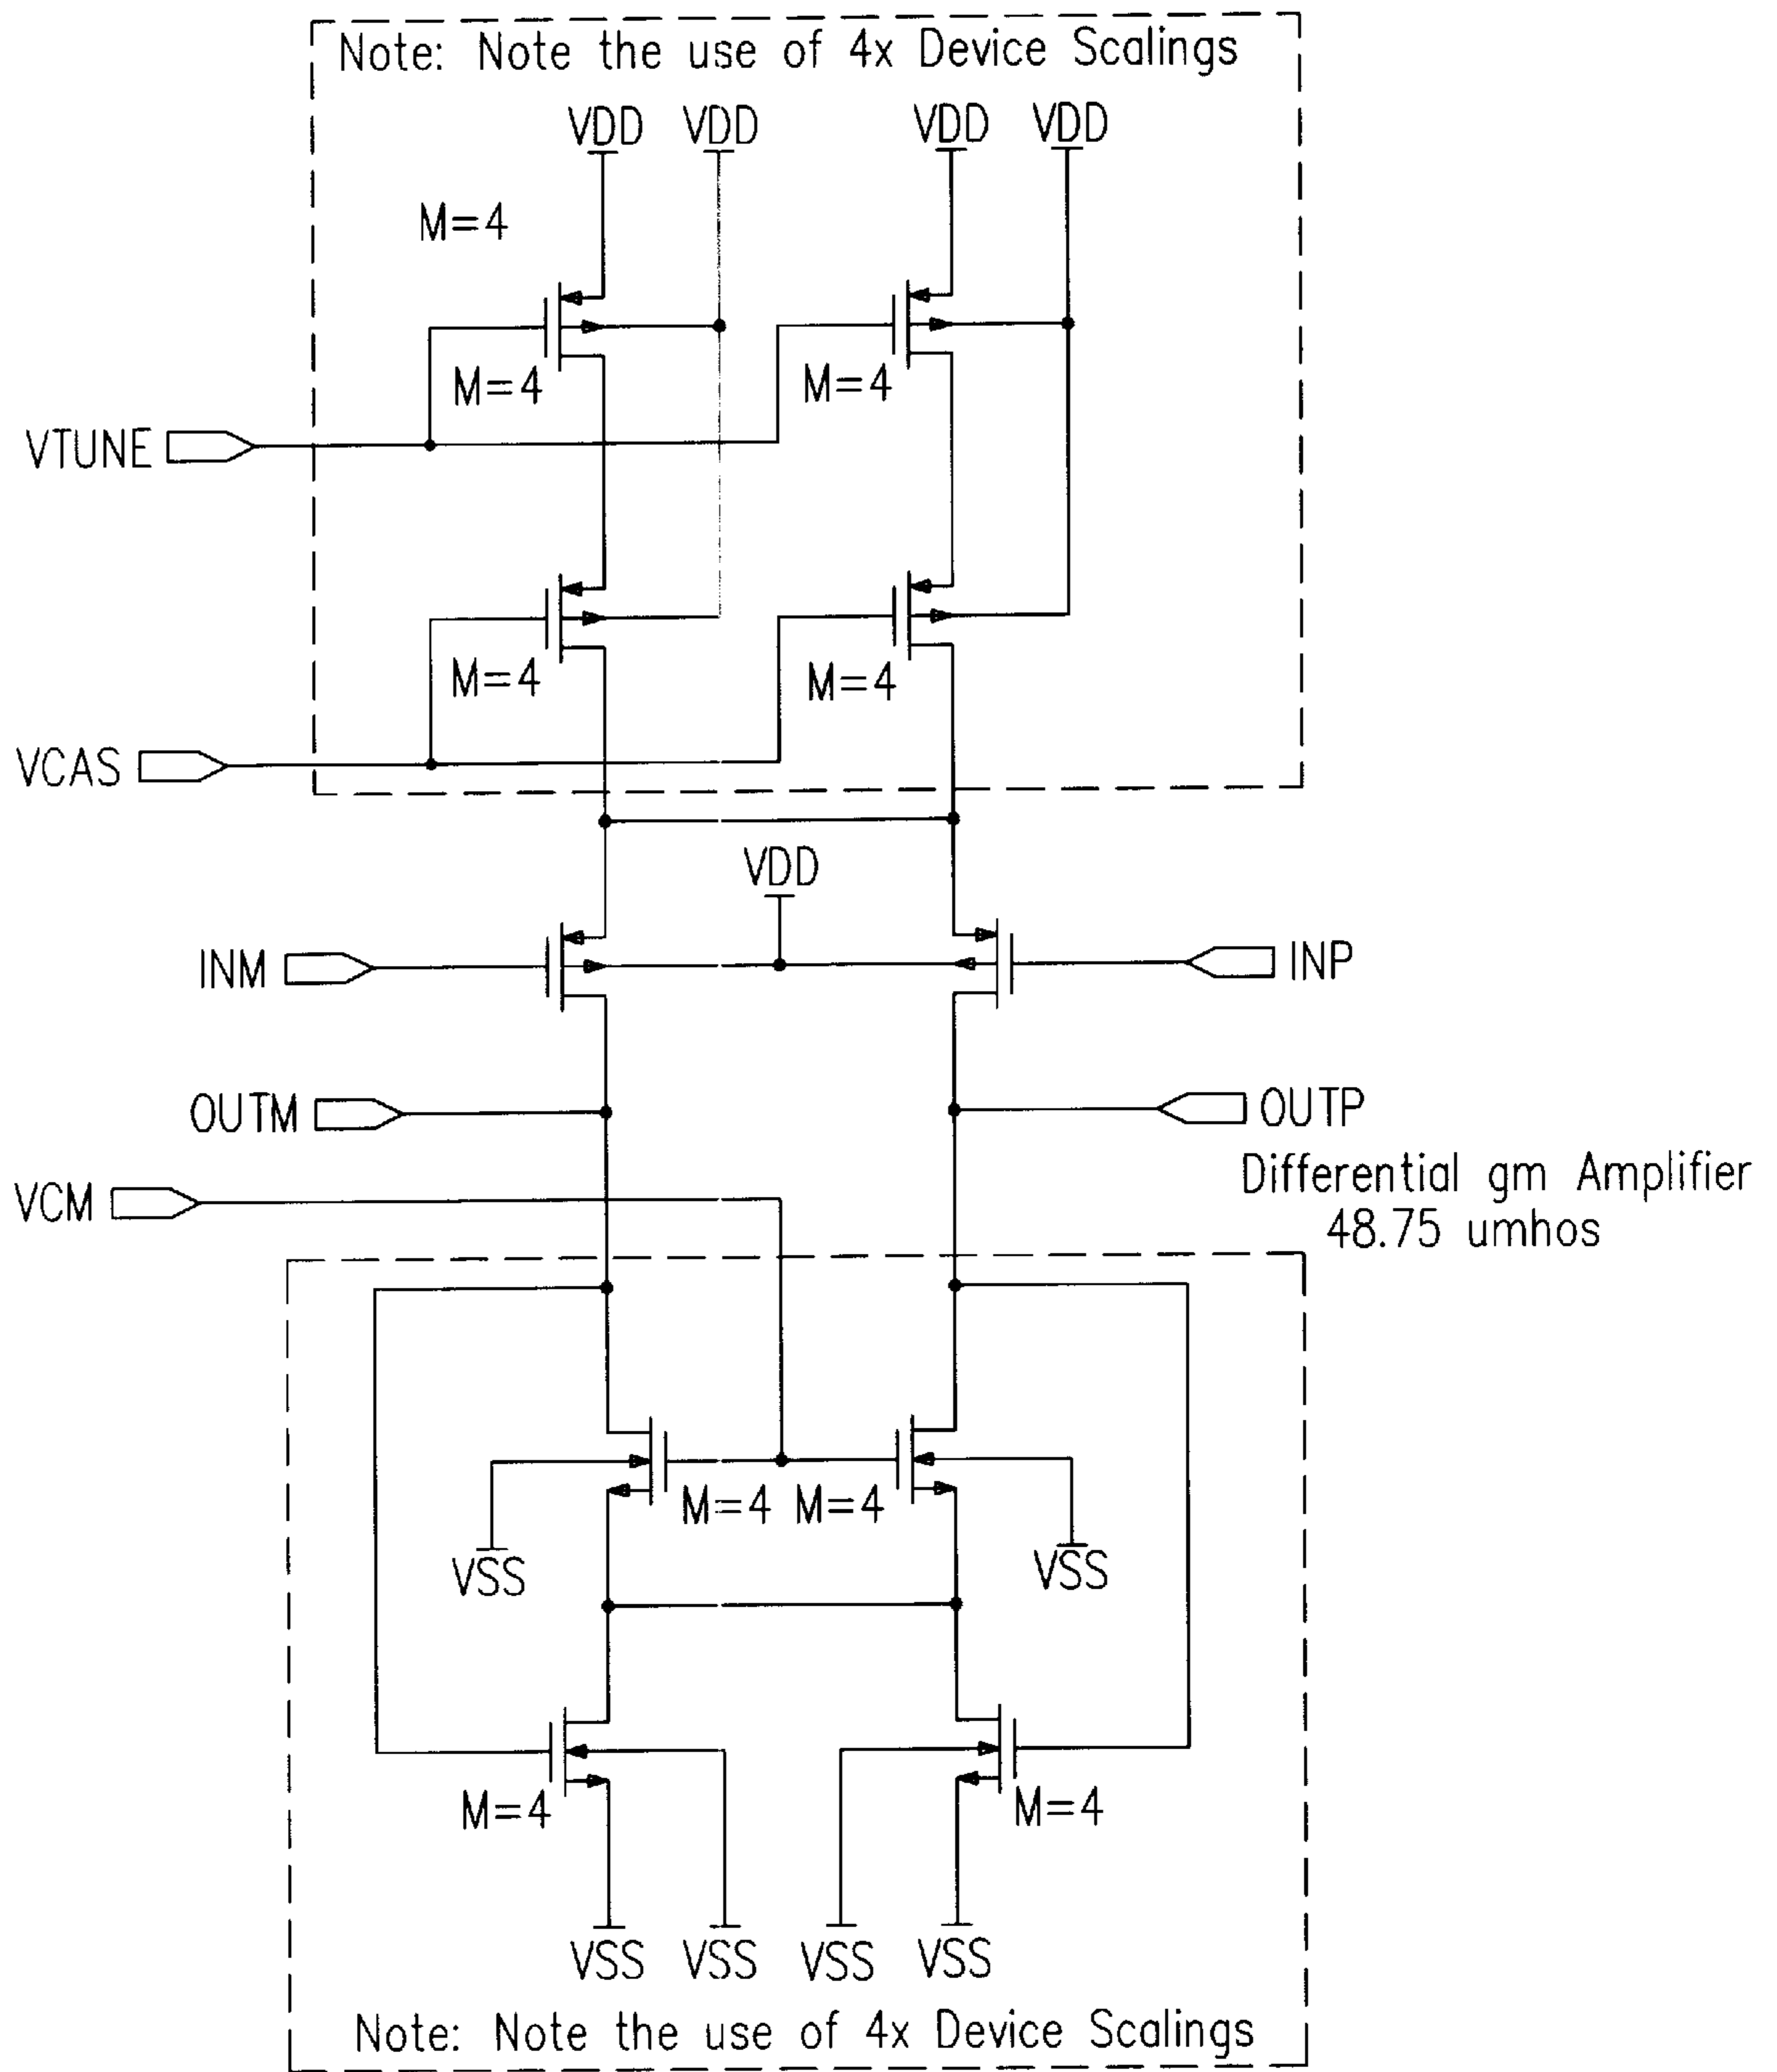 Note: Note the use of 4x Device Scalings
VDD VDD VDD VDD
M=4
M=4 M=4
VTUNE
M=4 M=4
VCAS
VDD
INM INP
OUTM OUTP
Differential gm Amplifier
VCM
48.75 umhos
M=4 M=4
VSS VSS
M=4 M=4
VSS VSS VSS VSS
Note: Note the use of 4x Device Scalings